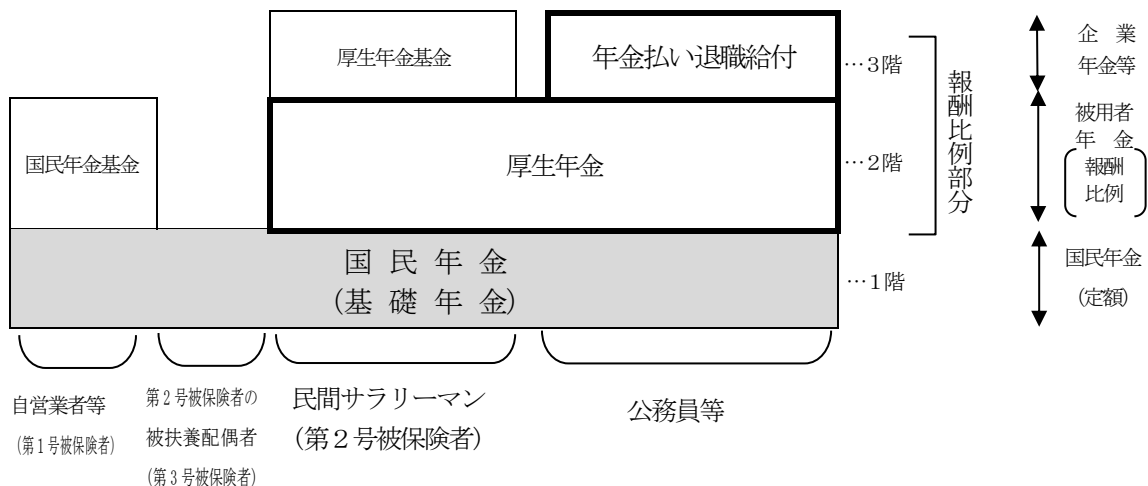 厚生年金基金
年金払い退職給付
…3階
企業
年金等
国民年金基金
厚生年金
…2階
報酬比例部分
被用者
年金
報酬
比例
国民年金
(基礎年金)
…1階
国民年金
(定額)
自営業者等
(第1号被保険者)
第2号被保険者の
被扶養配偶者
(第3号被保険者)
民間サラリーマン
(第2号被保険者)
公務員等